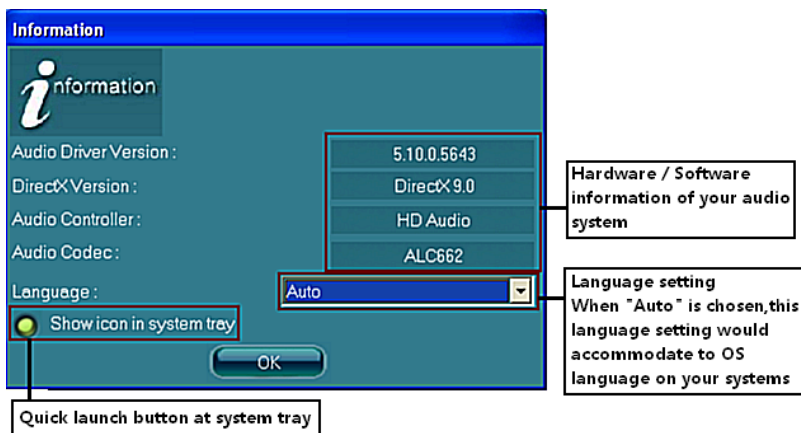 Information
information
Audio Driver Version : 5.10.0.5643
DirectX Version : DirectX 9.0
Audio Controller : HD Audio
Audio Codec : ALC662
Language : Auto
Show icon in system tray
OK
Hardware / Software
information of your audio
system
Language setting
When "Auto" is chosen,this
language setting would
accommodate to OS
language on your systems
Quick launch button at system tray